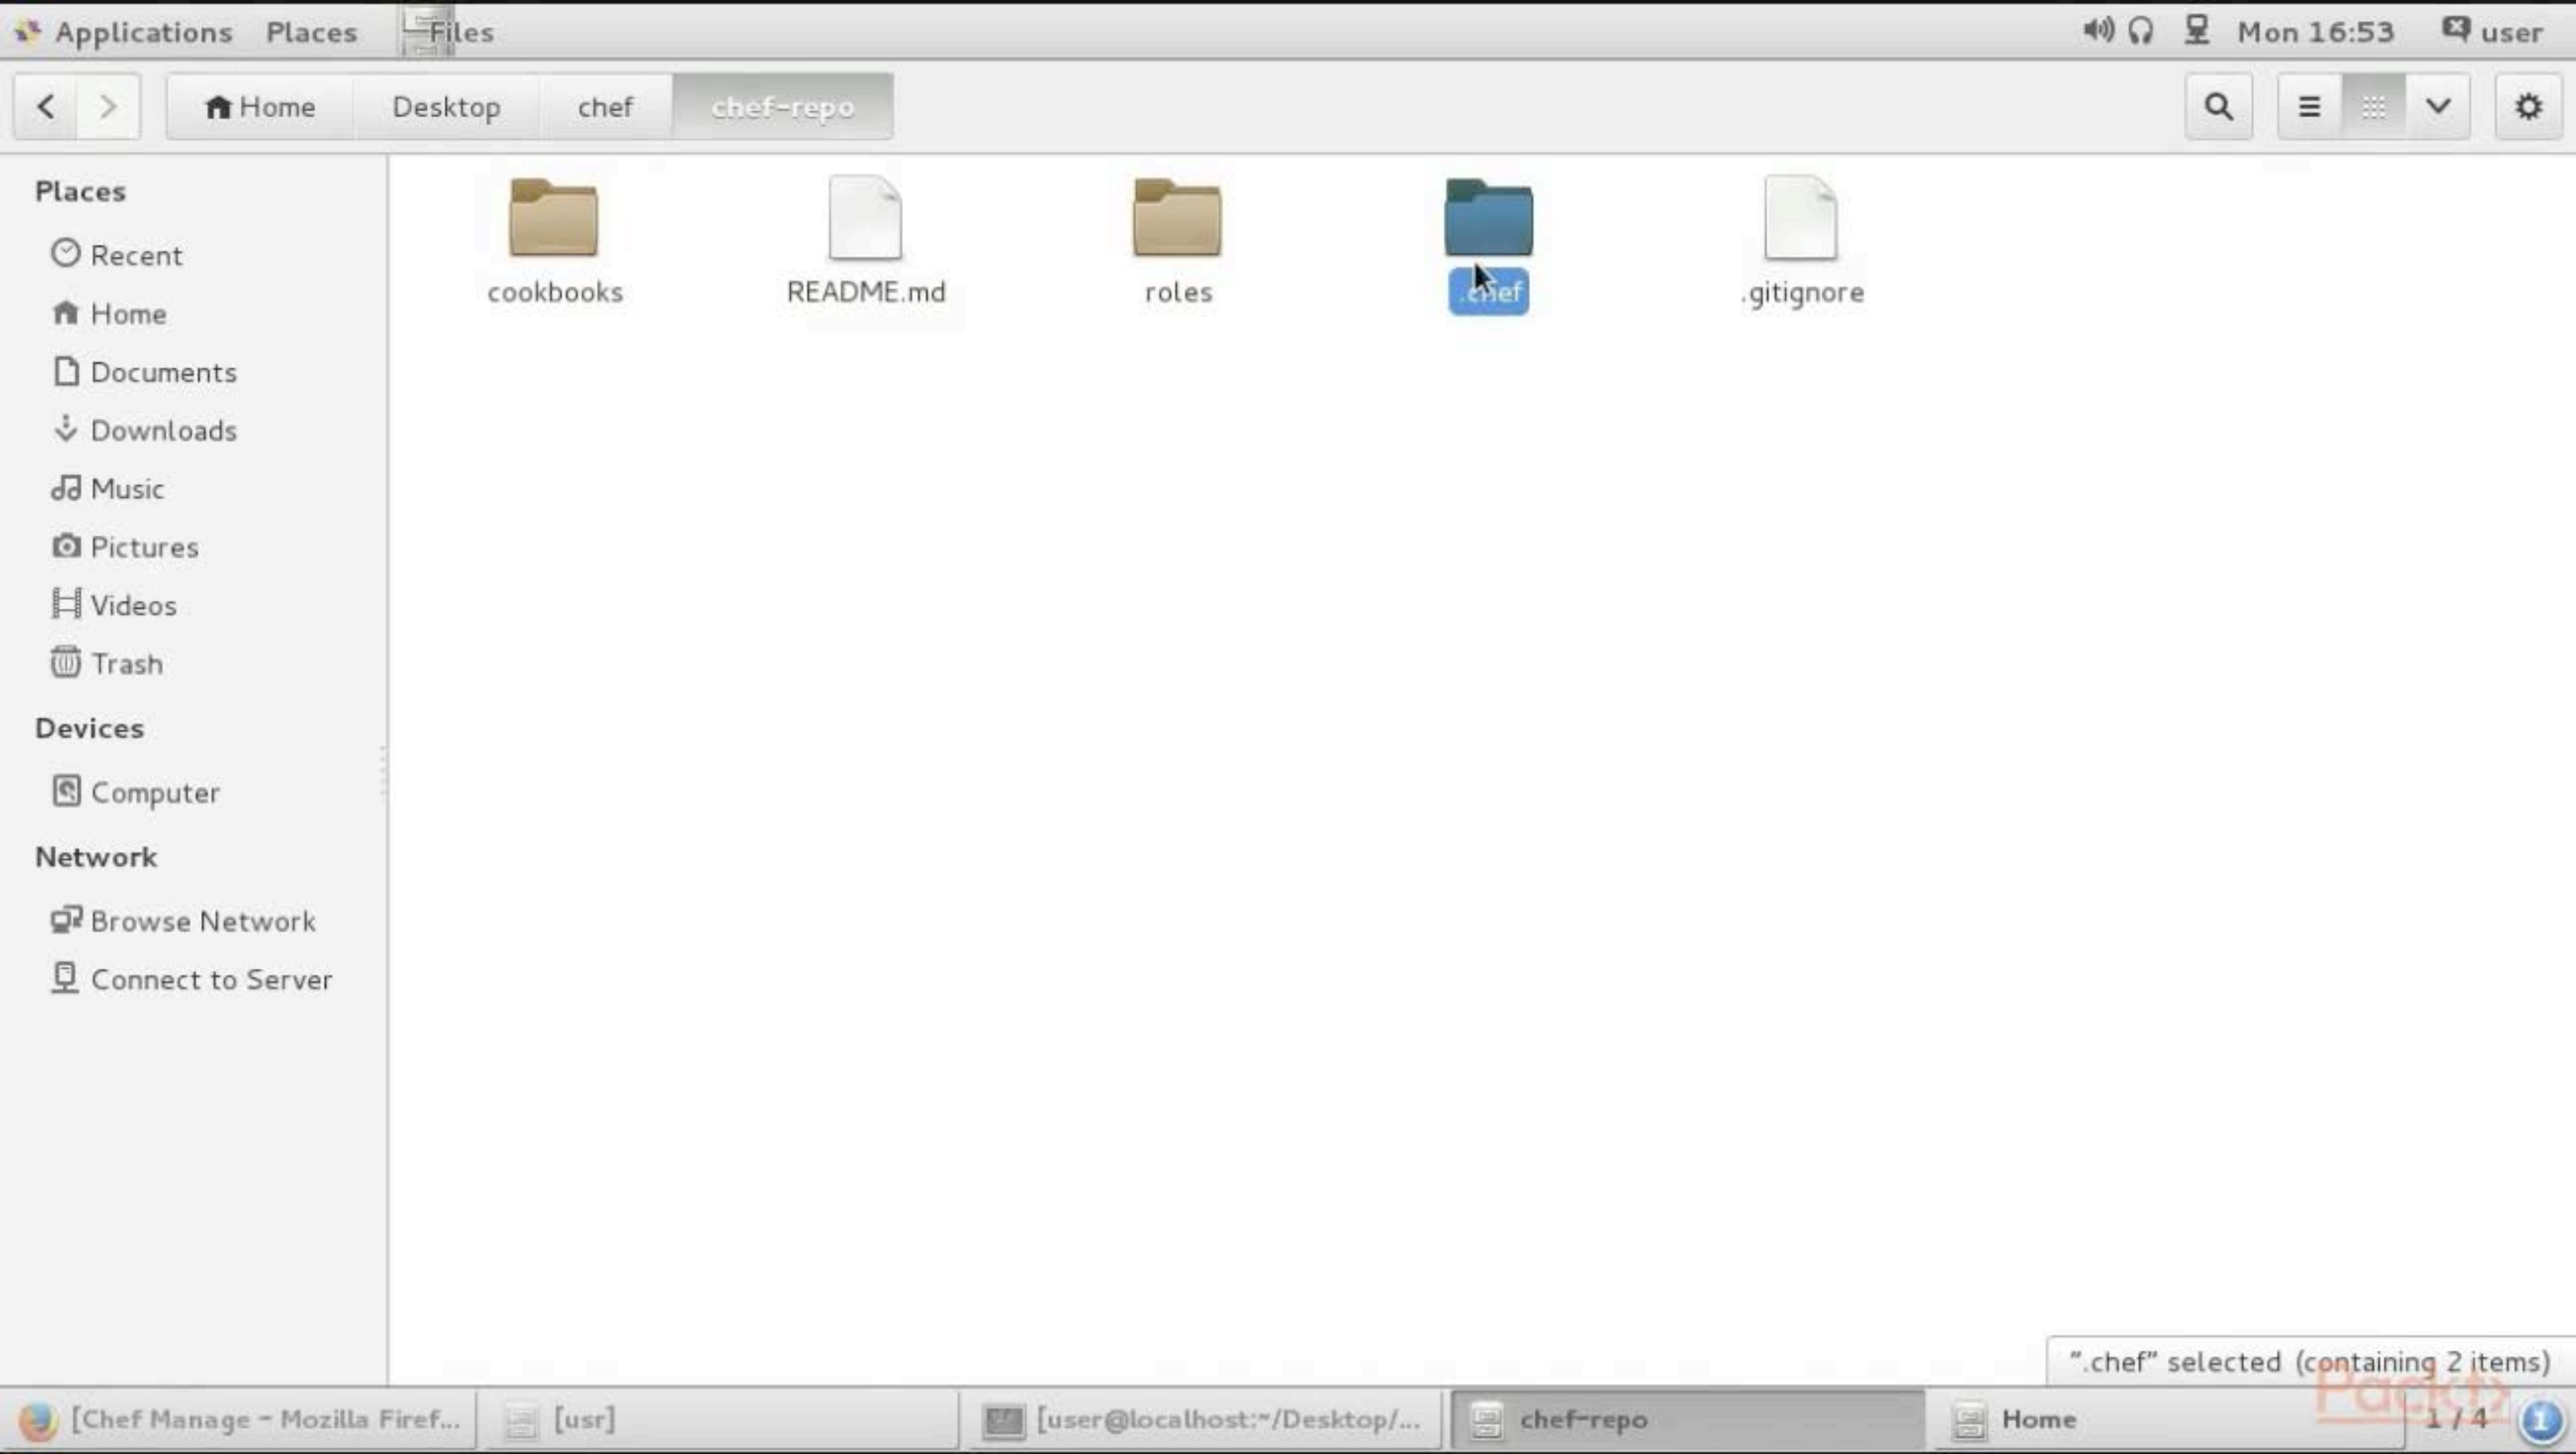 Applications Places Files Mon 16:53 user
Home Desktop chef chef-repo
Places
Recent
Home
Documents
Downloads
Music
Pictures
Videos
Trash
Devices
Computer
Network
Browse Network
Connect to Server
cookbooks README.md roles .chef .gitignore
".chef" selected (containing 2 items)
Packt>
[Chef Manage - Mozilla Firef... [usr] [user@localhost:~/Desktop/... chef-repo Home 1 / 4 1